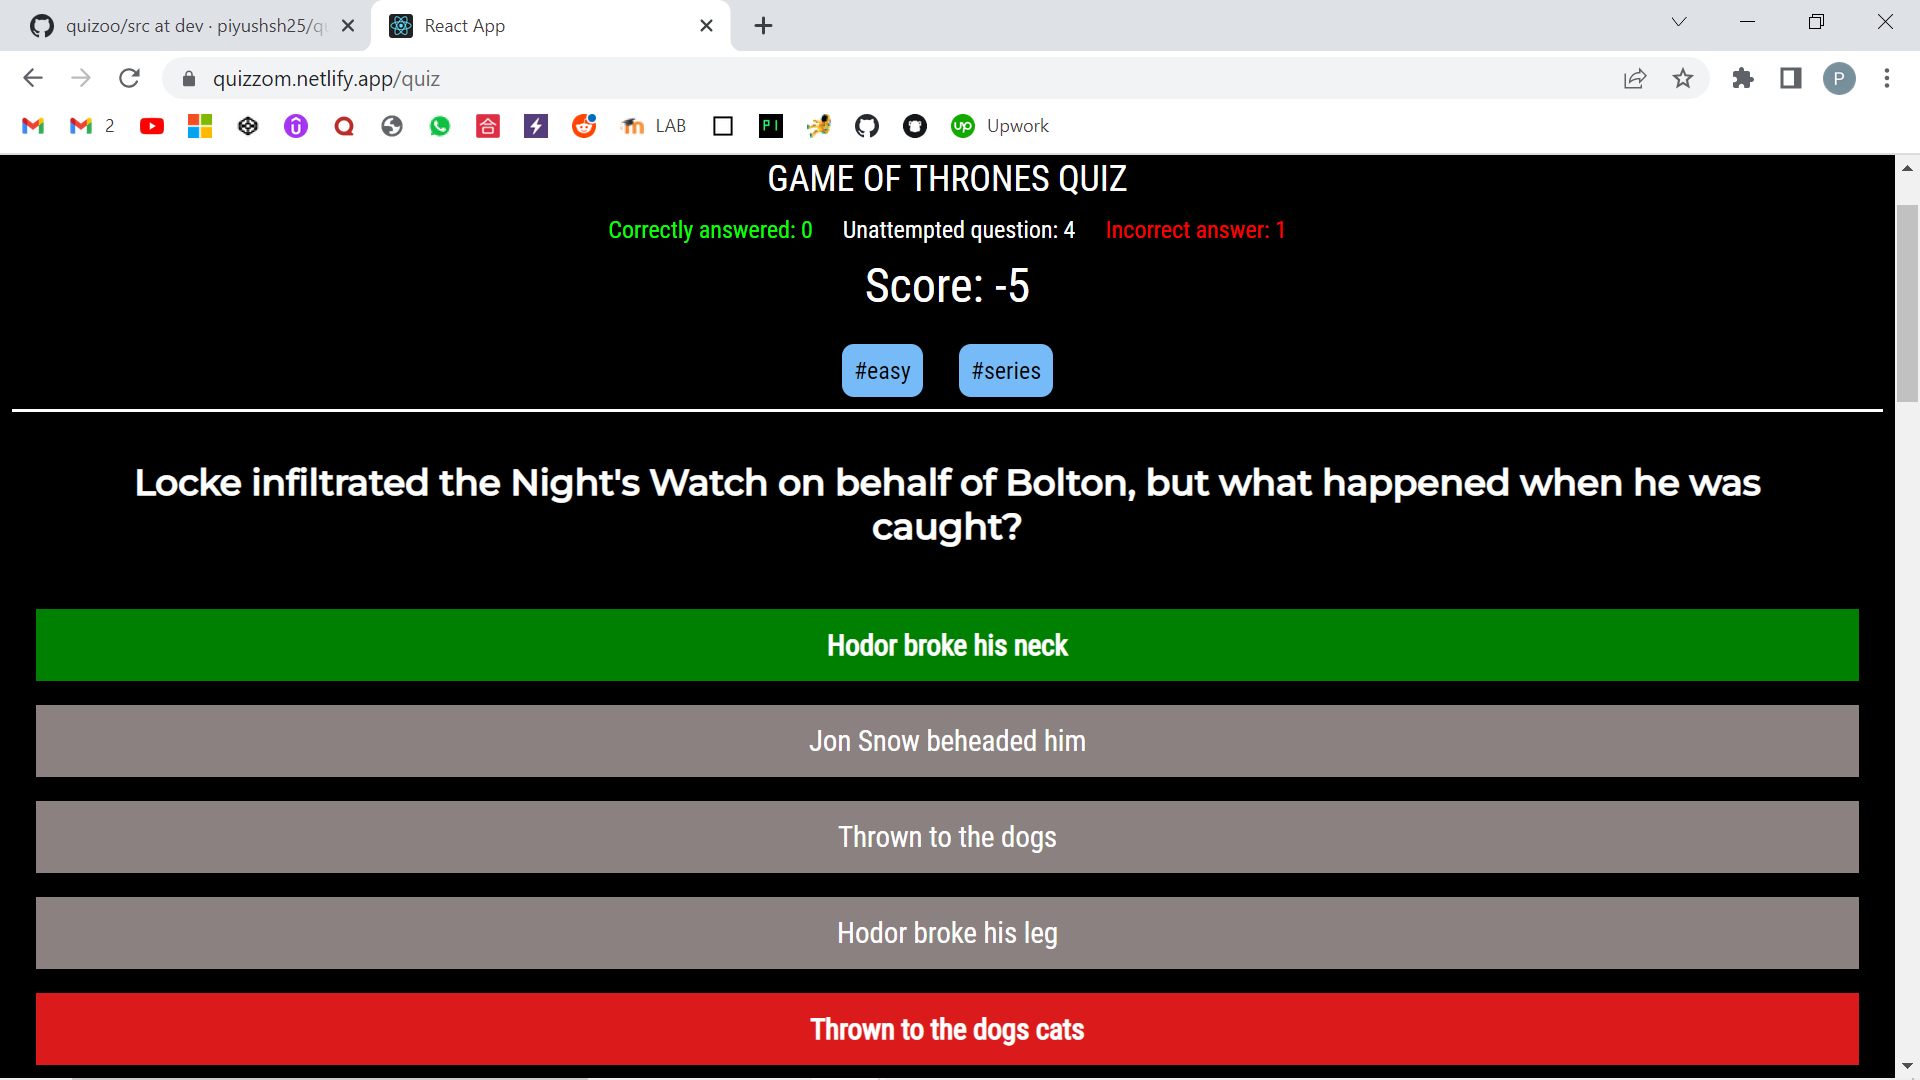 quizoo/src at dev · piyushsh25/qu
React App
quizzom.netlify.app/quiz
P
2
LAB
PI
up
Upwork
GAME OF THRONES QUIZ
Correctly answered: 0
Unattempted question: 4
Incorrect answer: 1
Score: -5
#easy
#series
Locke infiltrated the Night's Watch on behalf of Bolton, but what happened when he was
caught?
Hodor broke his neck
Jon Snow beheaded him
Thrown to the dogs
Hodor broke his leg
Thrown to the dogs cats